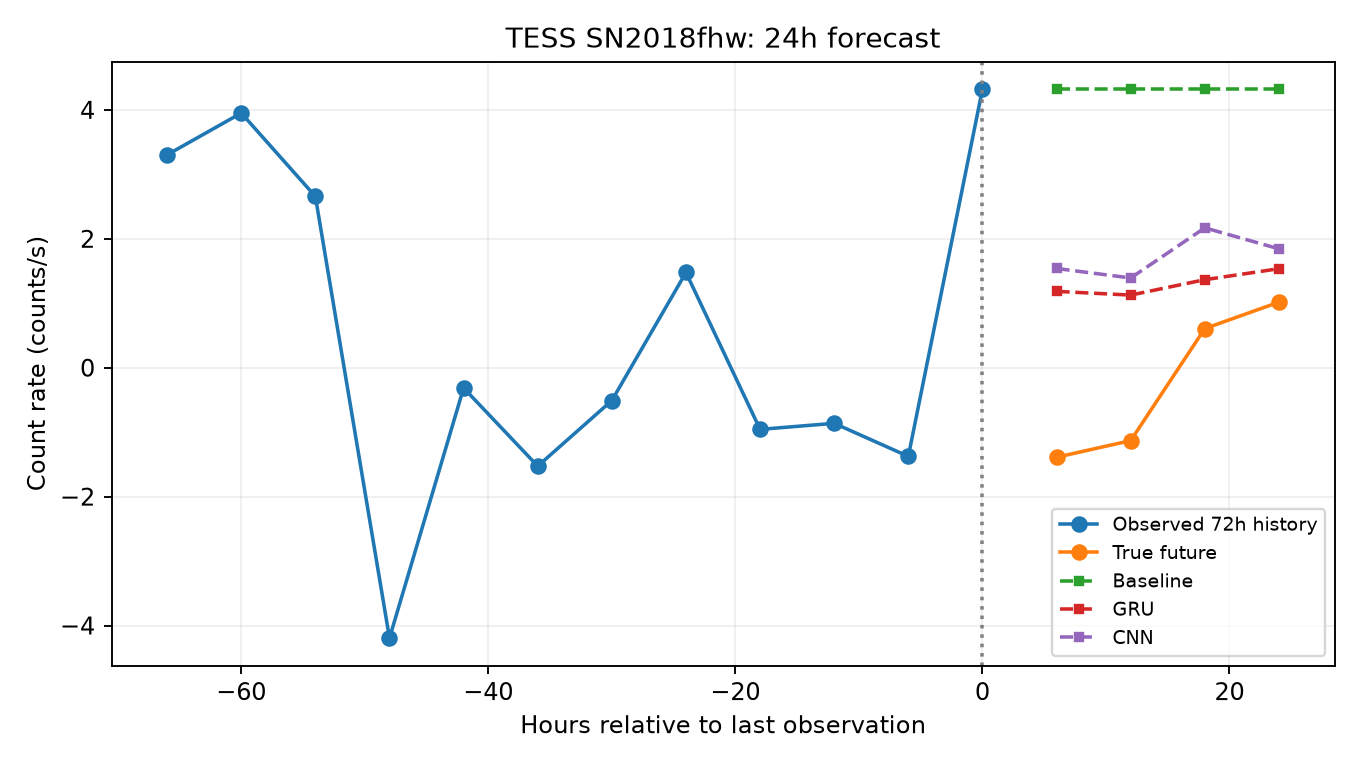 TESS SN2018fhw: 24h forecast
Count rate (counts/s)
4
2
0
−2
−4
−60
−40
−20
0
20
Hours relative to last observation
Observed 72h history
True future
Baseline
GRU
CNN